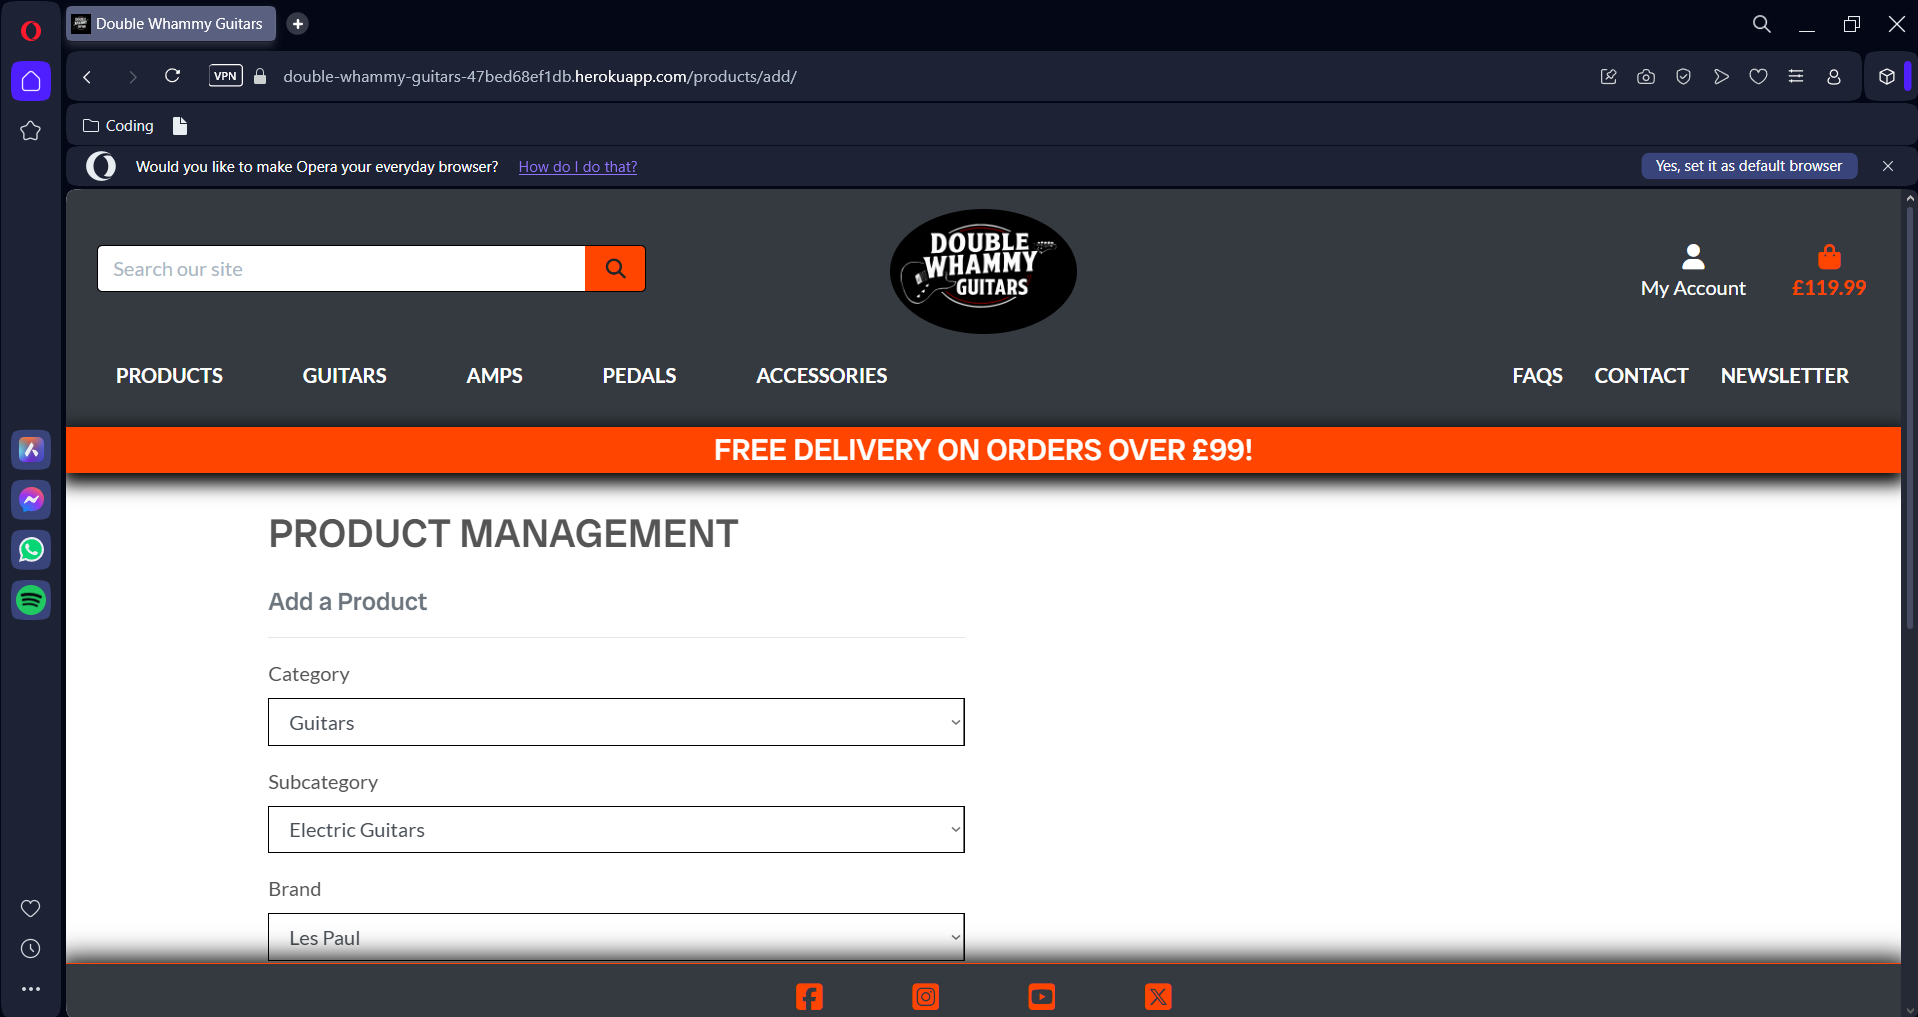 Double Whammy Guitars
VPN
double-whammy-guitars-47bed68ef1db.herokuapp.com/products/add/
Coding
Would you like to make Opera your everyday browser? How do I do that?
Yes, set it as default browser
Search our site
DOUBLE
WHAMMY
GUITARS
My Account
£119.99
PRODUCTS
GUITARS
AMPS
PEDALS
ACCESSORIES
FAQS
CONTACT
NEWSLETTER
FREE DELIVERY ON ORDERS OVER £99!
PRODUCT MANAGEMENT
Add a Product
Category
Guitars
Subcategory
Electric Guitars
Brand
Les Paul